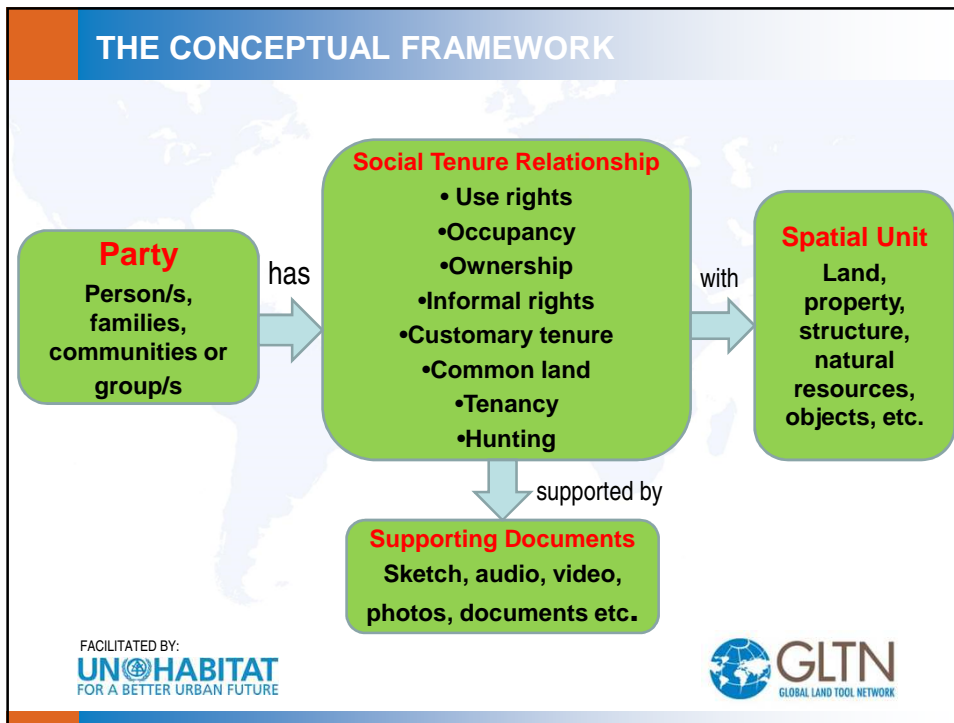 THE CONCEPTUAL FRAMEWORK
Party
Person/s,
families,
communities or
group/s
has
Social Tenure Relationship
• Use rights
•Occupancy
•Ownership
•Informal rights
•Customary tenure
•Common land
•Tenancy
•Hunting
with
Spatial Unit
Land,
property,
structure,
natural
resources,
objects, etc.
supported by
Supporting Documents
Sketch, audio, video,
photos, documents etc.
FACILITATED BY:
UN HABITAT
FOR A BETTER URBAN FUTURE
GLTN
GLOBAL LAND TOOL NETWORK